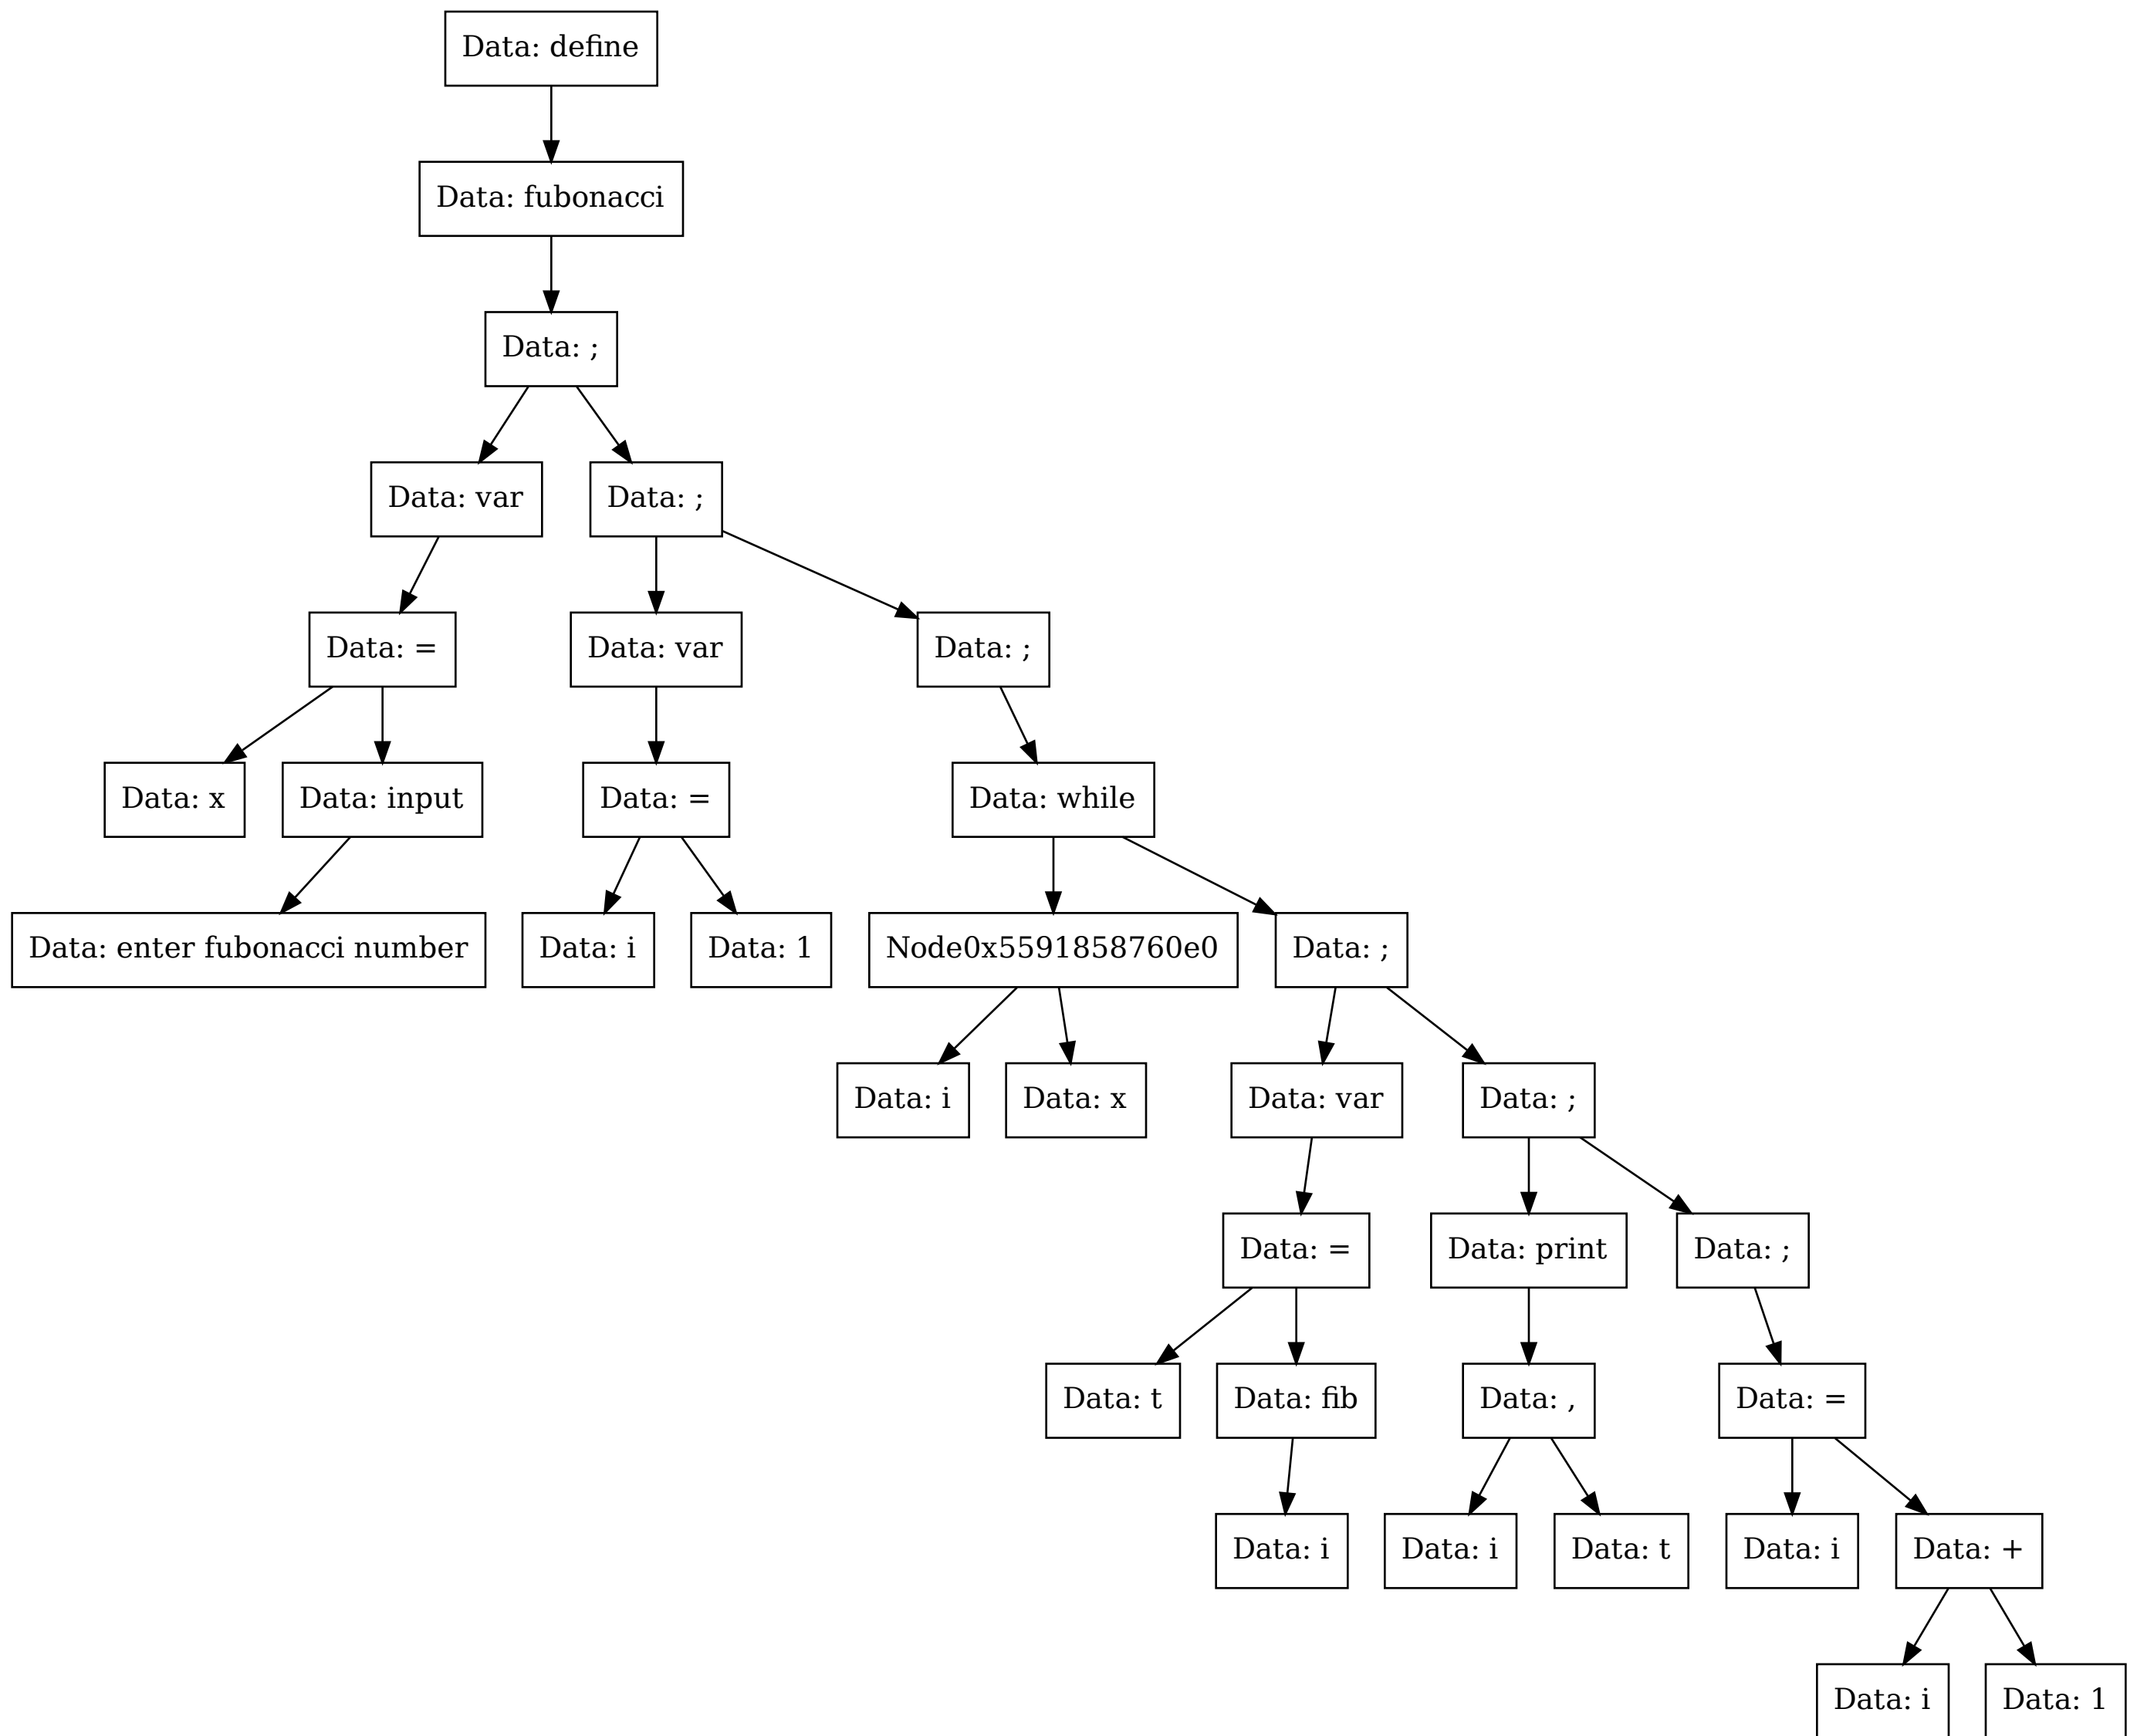 Data: define
Data: fubonacci
Data: ;
Data: var
Data: ;
Data: =
Data: var
Data: ;
Data: x
Data: input
Data: =
Data: while
Data: enter fubonacci number
Data: i
Data: 1
Node0x5591858760e0
Data: ;
Data: i
Data: x
Data: var
Data: ;
Data: =
Data: print
Data: ;
Data: t
Data: fib
Data: ,
Data: =
Data: i
Data: i
Data: t
Data: i
Data: +
Data: i
Data: 1